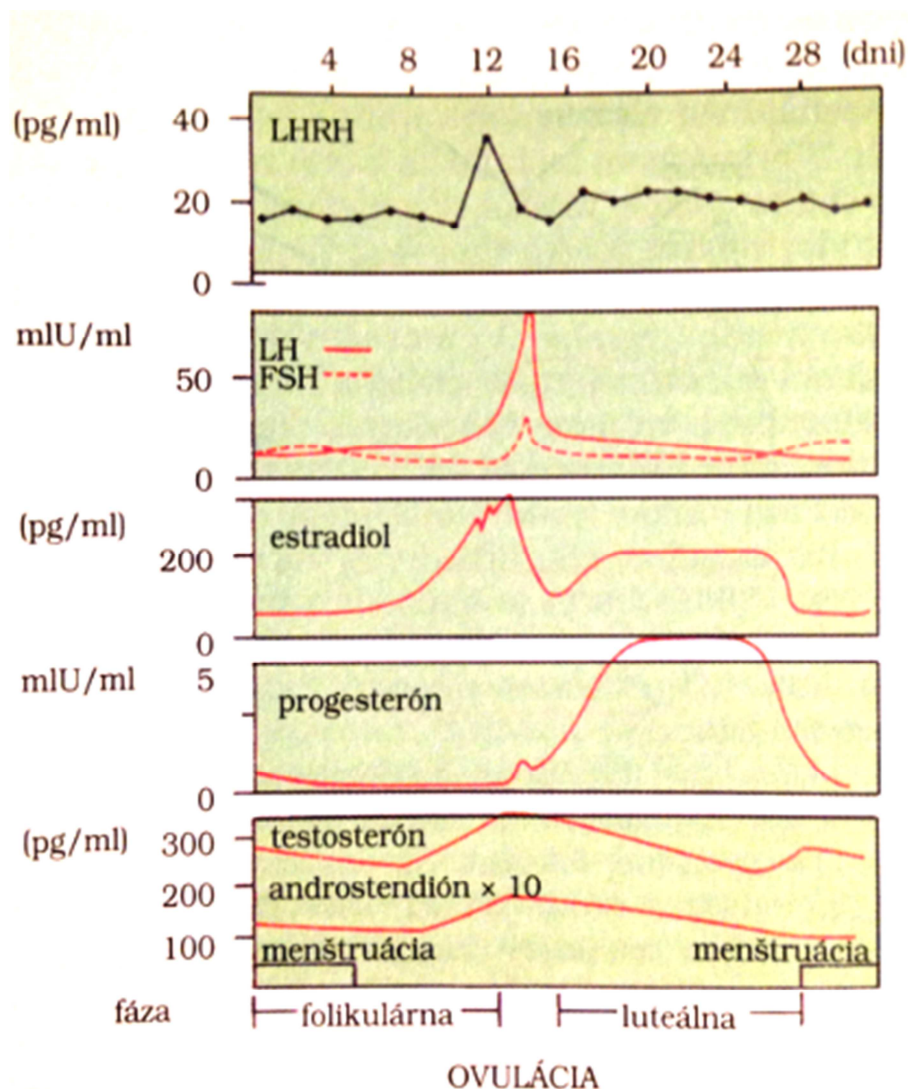 4 8 12 16 20 24 28 (dni)
(pg/ml) 40 LHRH
20
0
mlU/ml LH
FSH
50
0
(pg/ml) estradiol
200
0
mlU/ml 5 progesterón
0
(pg/ml) 300 testosterón
200 androstendión × 10
100 menštruácia menštruácia
fáza folikulárna luteálna
OVULÁCIA